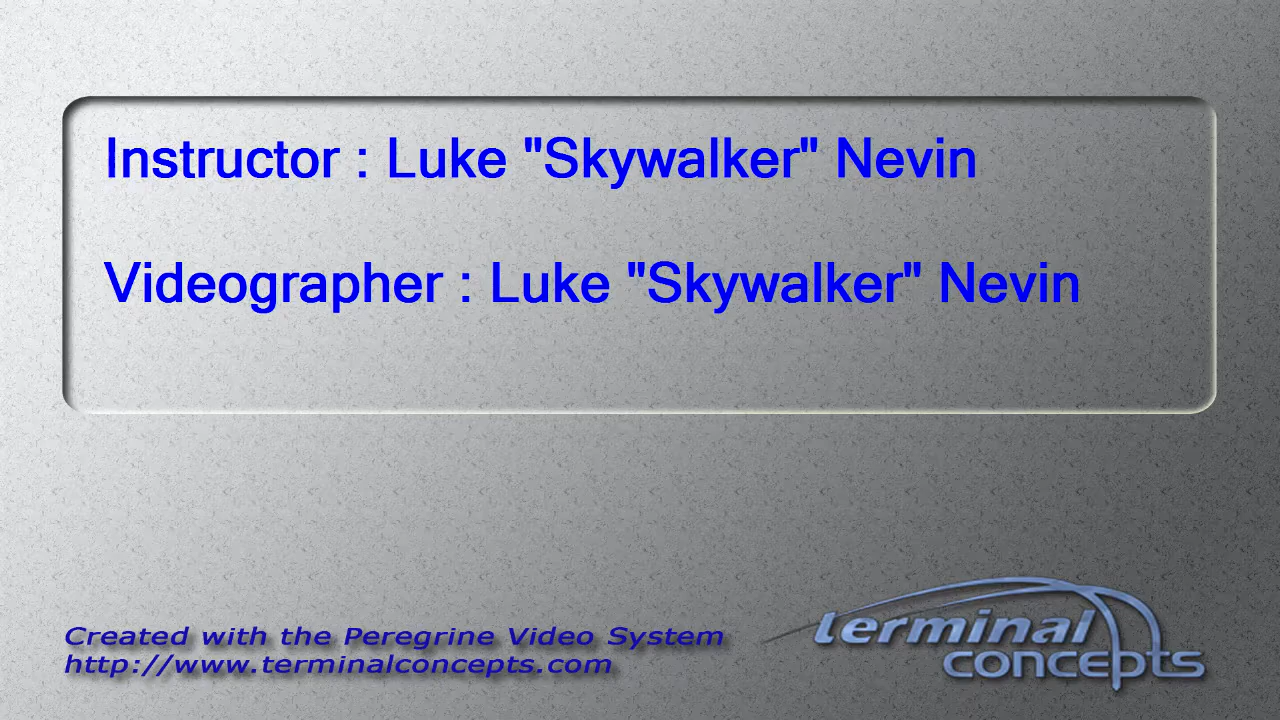 Instructor : Luke "Skywalker" Nevin
Videographer : Luke "Skywalker" Nevin
Created with the Peregrine Video System
http://www.terminalconcepts.com
terminal
concepts